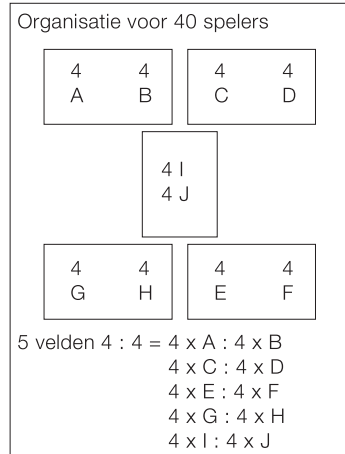 Organisatie voor 40 spelers
4 4 4 4
A B C D
4 I
4 J
4 4 4 4
G H E F
5 velden 4 : 4 = 4 x A : 4 x B
4 x C : 4 x D
4 x E : 4 x F
4 x G : 4 x H
4 x I : 4 x J